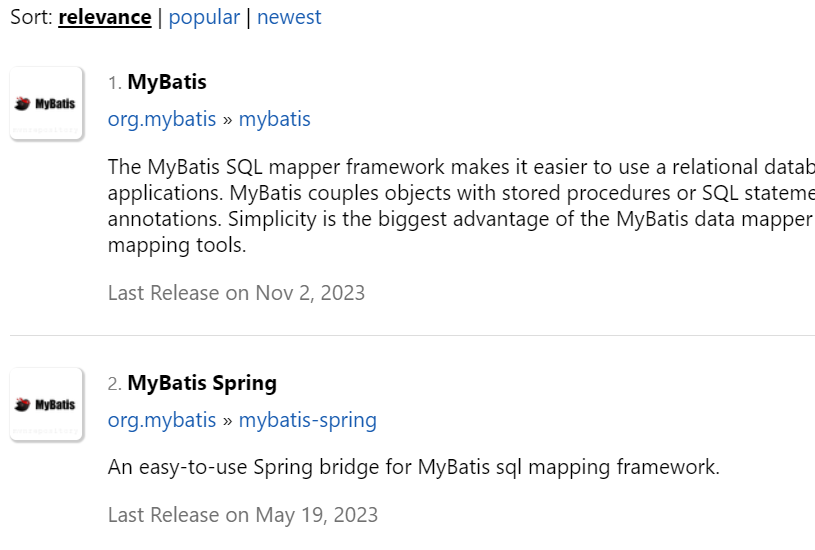 Sort: relevance | popular | newest
MyBatis
1. MyBatis
org.mybatis » mybatis
The MyBatis SQL mapper framework makes it easier to use a relational datab
applications. MyBatis couples objects with stored procedures or SQL stateme
annotations. Simplicity is the biggest advantage of the MyBatis data mapper
mapping tools.
Last Release on Nov 2, 2023
MyBatis
2. MyBatis Spring
org.mybatis » mybatis-spring
An easy-to-use Spring bridge for MyBatis sql mapping framework.
Last Release on May 19, 2023